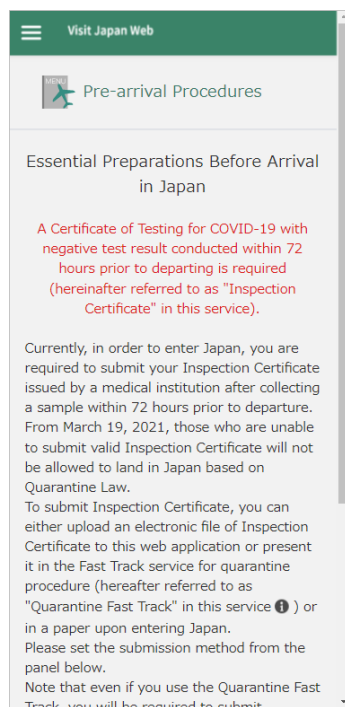 Visit Japan Web
MENU
Pre-arrival Procedures
Essential Preparations Before Arrival
in Japan
A Certificate of Testing for COVID-19 with
negative test result conducted within 72
hours prior to departing is required
(hereinafter referred to as "Inspection
Certificate" in this service).
Currently, in order to enter Japan, you are
required to submit your Inspection Certificate
issued by a medical institution after collecting
a sample within 72 hours prior to departure.
From March 19, 2021, those who are unable
to submit valid Inspection Certificate will not
be allowed to land in Japan based on
Quarantine Law.
To submit Inspection Certificate, you can
either upload an electronic file of Inspection
Certificate to this web application or present
it in the Fast Track service for quarantine
procedure (hereafter referred to as
"Quarantine Fast Track" in this service ) or
in a paper upon entering Japan.
Please set the submission method from the
panel below.
Note that even if you use the Quarantine Fast
Track, you will be required to submit